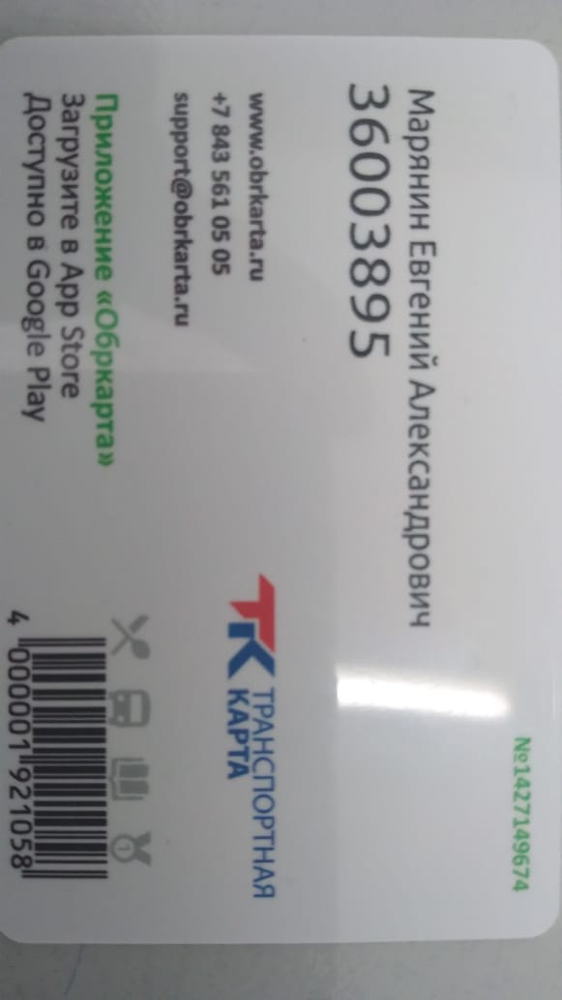 №1427149674
Марянин Евгений Александрович
36003895
www.obrkarta.ru
+7 843 561 05 05
support@obrkarta.ru
ТК
ТРАНСПОРТНАЯ
КАРТА
Приложение «Обркарта»
Загрузите в App Store
Доступно в Google Play
1
4 000001 921058